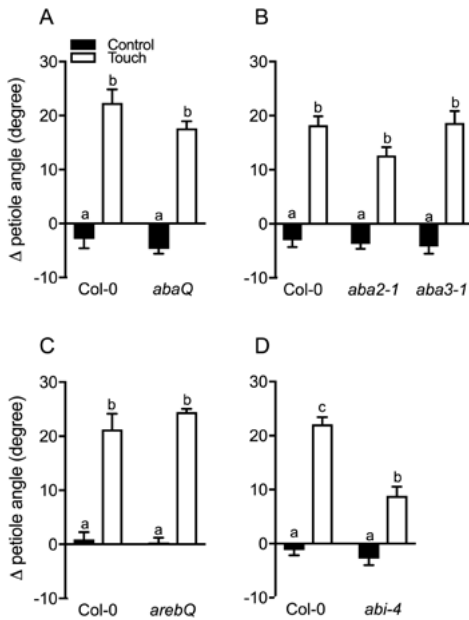 A
Control
Touch
Δ petiole angle (degree)
30
20
10
0
-10
b
b
a
a
Col-0 abaQ
B
30
20
10
0
-10
b
b
b
a
a
a
Col-0 aba2-1 aba3-1
C
Δ petiole angle (degree)
30
20
10
0
-10
b
b
a
a
Col-0 arebQ
D
30
20
10
0
-10
c
b
a
a
Col-0 abi-4